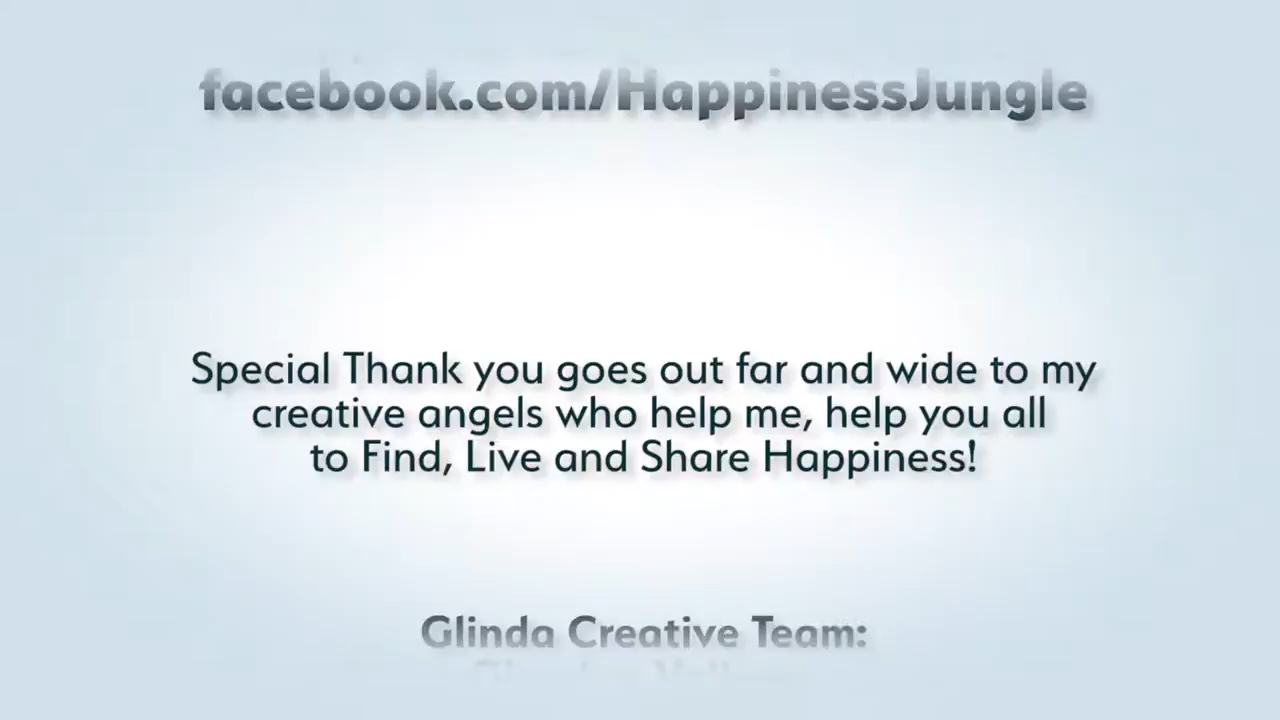 facebook.com/HappinessJungle
Special Thank you goes out far and wide to my
creative angels who help me, help you all
to Find, Live and Share Happiness!
Glinda Creative Team: